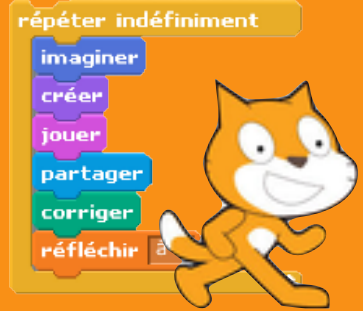 répéter indéfiniment
imaginer
créer
jouer
partager
corriger
réfléchir